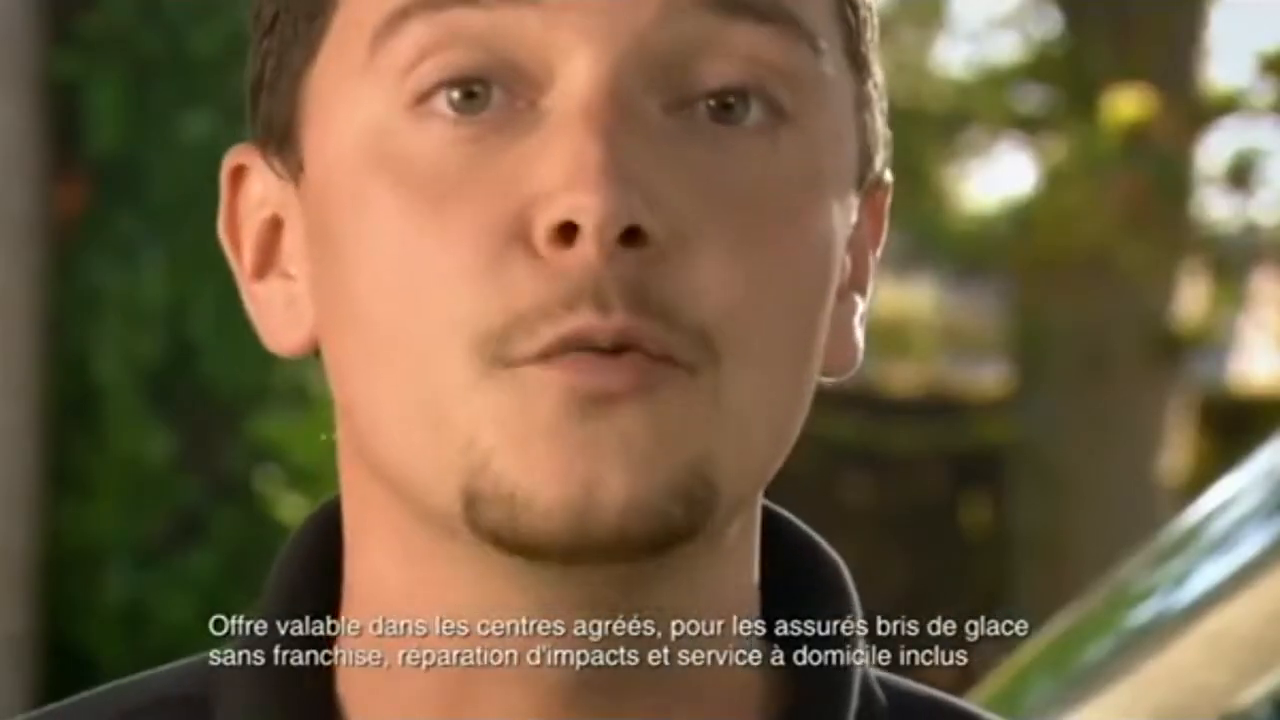 Offre valable dans les centres agréés, pour les assurés bris de glace
sans franchise, réparation d'impacts et service à domicile inclus